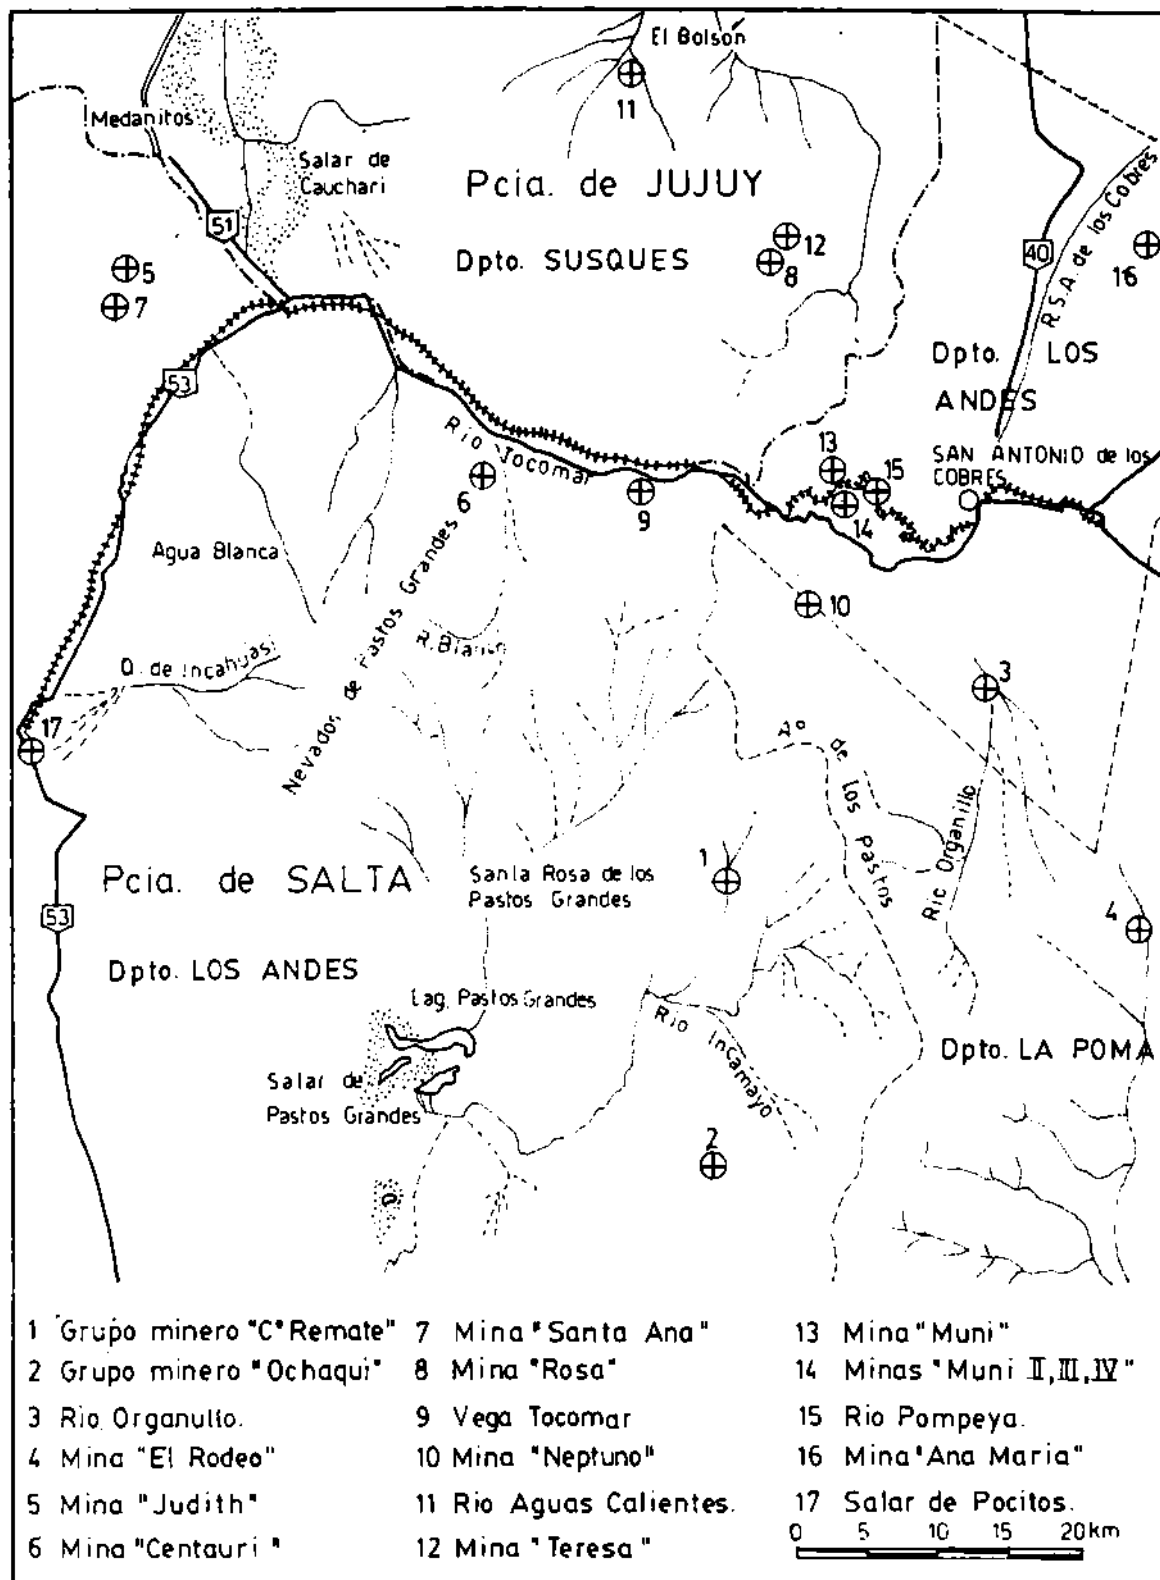 El Bolson
11
Medanitos
Salar de
Cauchari
Pcia. de JUJUY
Dpto. SUSQUES
51
12
8
40
R.S.A. de los Cobres
16
5
7
53
Dpto. LOS
ANDES
Rio Tocomar
6
9
13
15
14
SAN ANTONIO de los
COBRES
Agua Blanca
Nevados de Pastos Grandes
R. Blanco
Q. de Incahuasi
10
3
17
A° de Los Pastos
Rio Organillo
1
Pcia. de SALTA
Santa Rosa de los
Pastos Grandes
53
4
Dpto. LOS ANDES
Lag. Pastos Grandes
Rio Incamayo
Dpto. LA POMA
Salar de
Pastos Grandes
2
1 Grupo minero "C° Remate"
2 Grupo minero "Ochaqui"
3 Rio Organullo.
4 Mina "El Rodeo"
5 Mina "Judith"
6 Mina "Centauri"
7 Mina "Santa Ana"
8 Mina "Rosa"
9 Vega Tocomar
10 Mina "Neptuno"
11 Rio Aguas Calientes.
12 Mina "Teresa"
13 Mina "Muni"
14 Minas "Muni II, III, IV"
15 Rio Pompeya.
16 Mina "Ana Maria"
17 Salar de Pocitos.
0 5 10 15 20 km